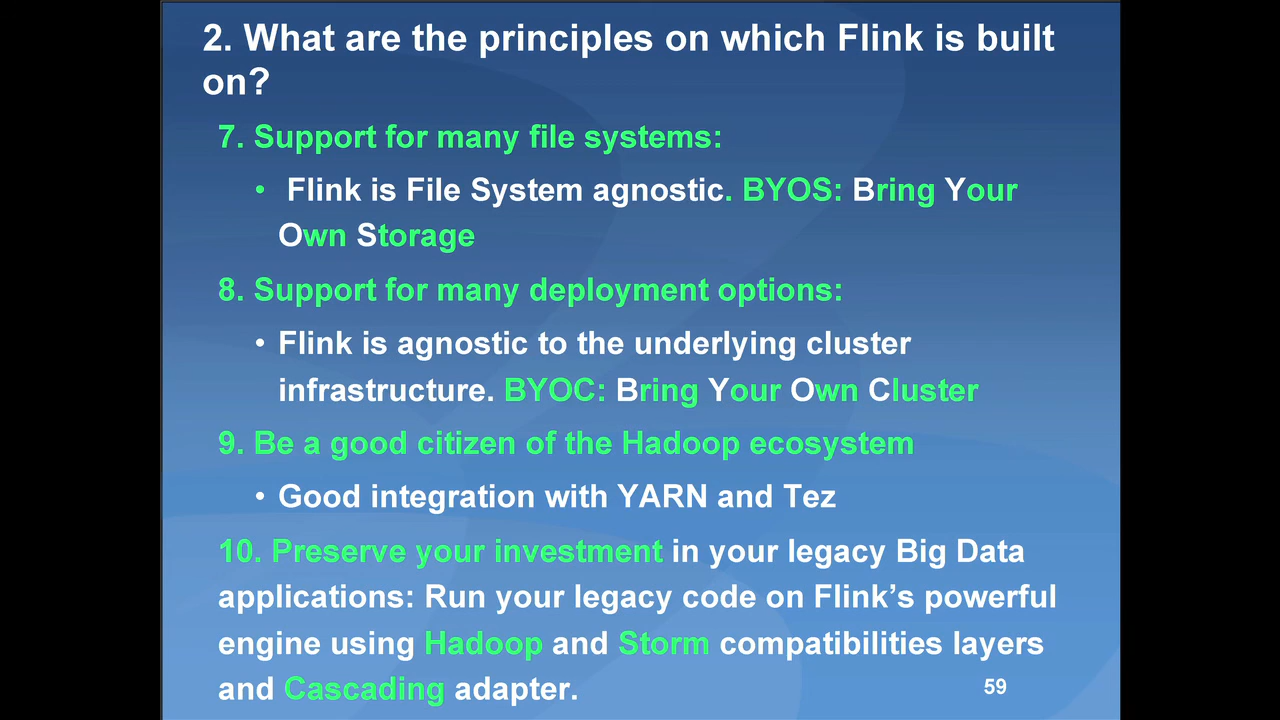 2. What are the principles on which Flink is built
on?
7. Support for many file systems:
• Flink is File System agnostic. BYOS: Bring Your
Own Storage
8. Support for many deployment options:
• Flink is agnostic to the underlying cluster
infrastructure. BYOC: Bring Your Own Cluster
9. Be a good citizen of the Hadoop ecosystem
• Good integration with YARN and Tez
10. Preserve your investment in your legacy Big Data
applications: Run your legacy code on Flink’s powerful
engine using Hadoop and Storm compatibilities layers
and Cascading adapter.
59